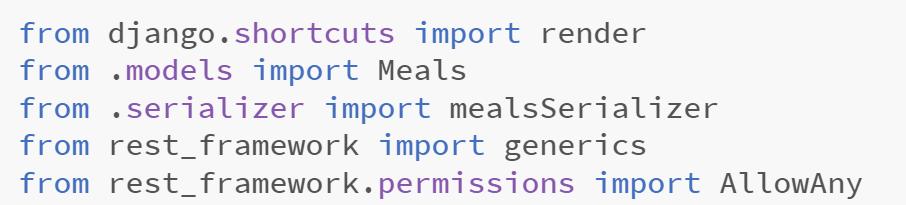 from django.shortcuts import render
from .models import Meals
from .serializer import mealsSerializer
from rest_framework import generics
from rest_framework.permissions import AllowAny